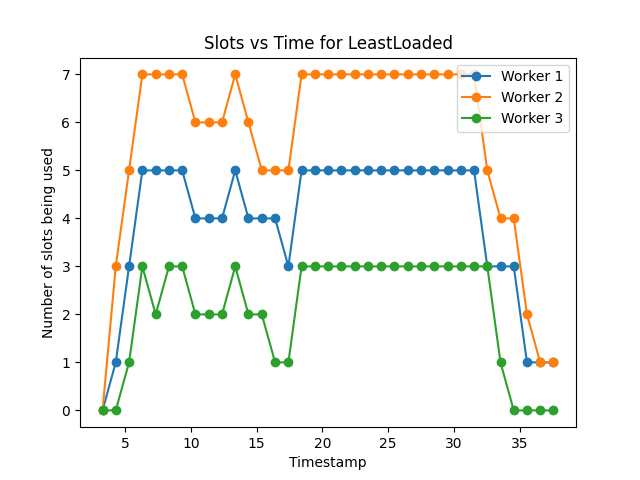 Slots vs Time for LeastLoaded
Number of slots being used
7
6
5
4
3
2
1
0
Worker 1
Worker 2
Worker 3
5
10
15
20
25
30
35
Timestamp